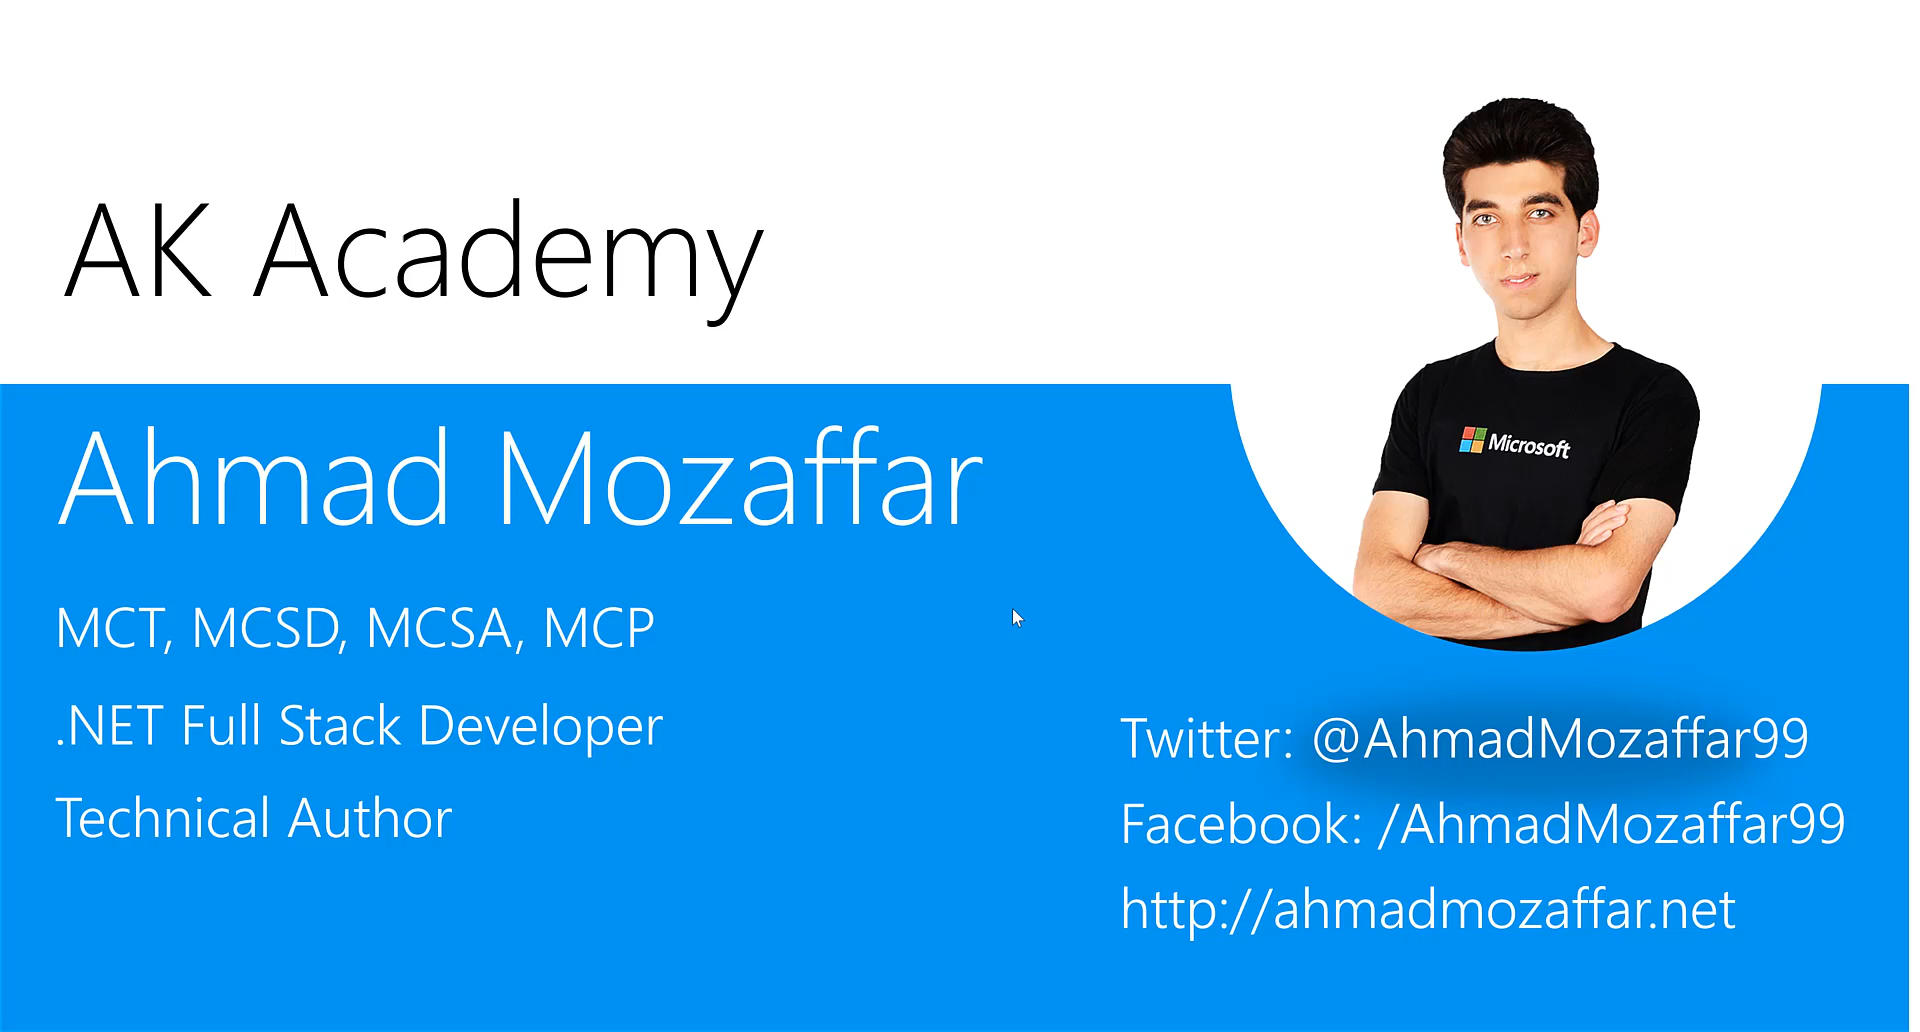 AK Academy
Ahmad Mozaffar
MCT, MCSD, MCSA, MCP
.NET Full Stack Developer
Technical Author
Microsoft
Twitter: @AhmadMozaffar99
Facebook: /AhmadMozaffar99
http://ahmadmozaffar.net